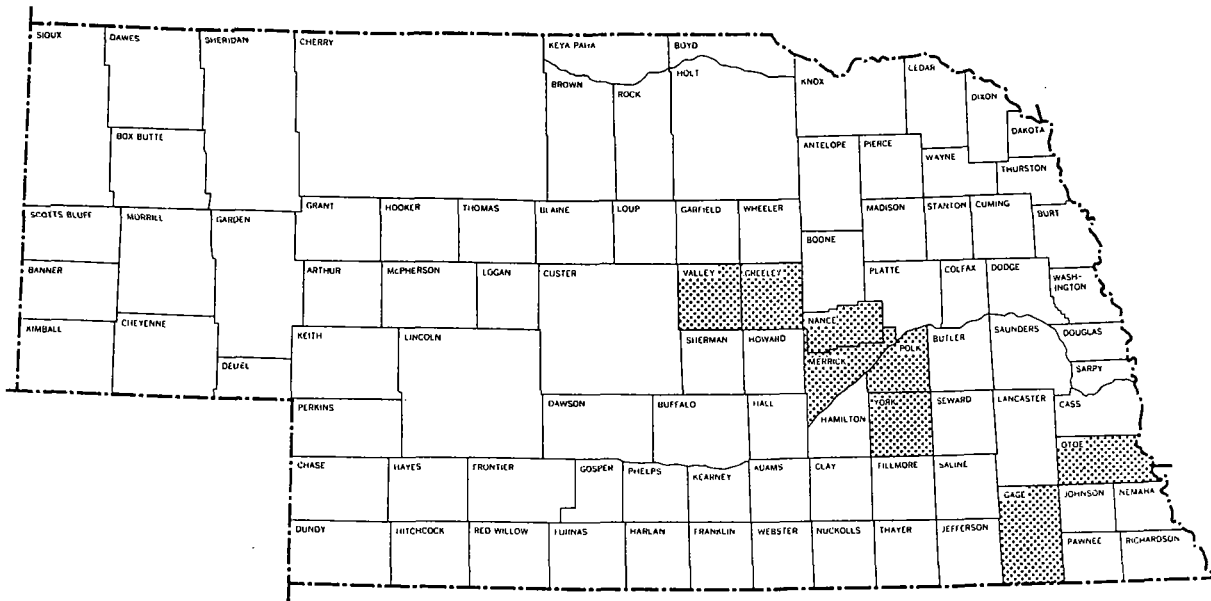 SIOUX
DAWES
SHERIDAN
CHERRY
KEYA PAHA
BOYD
HOLT
BROWN
ROCK
KNOX
CEDAR
DIXON
DAKOTA
BOX BUTTE
ANTELOPE
PIERCE
WAYNE
THURSTON
SCOTTS BLUFF
MORRILL
GARDEN
GRANT
HOOKER
THOMAS
BLAINE
LOUP
GARFIELD
WHEELER
MADISON
STANTON
CUMING
BURT
BOONE
BANNER
ARTHUR
McPHERSON
LOGAN
CUSTER
VALLEY
GREELEY
PLATTE
COLFAX
DODGE
WASH-
INGTON
KIMBALL
CHEYENNE
DEUEL
KEITH
LINCOLN
SHERMAN
HOWARD
NANCE
MERRICK
POLK
BUTLER
SAUNDERS
DOUGLAS
SARPY
PERKINS
DAWSON
BUFFALO
HALL
HAMILTON
YORK
SEWARD
LANCASTER
CASS
OTOE
CHASE
HAYES
FRONTIER
GOSPER
PHELPS
KEARNEY
ADAMS
CLAY
FILLMORE
SALINE
GAGE
JOHNSON
NEMAHA
DUNDY
HITCHCOCK
RED WILLOW
FURNAS
HARLAN
FRANKLIN
WEBSTER
NUCKOLLS
THAYER
JEFFERSON
PAWNEE
RICHARDSON